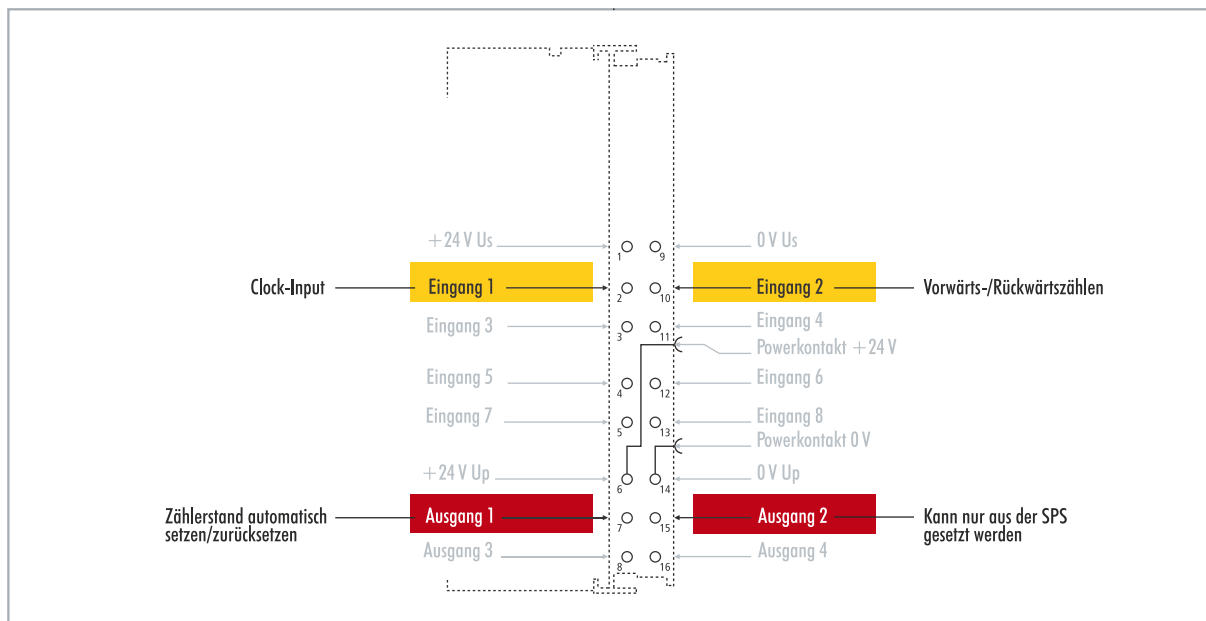 +24 V Us
0 V Us
1
9
Clock-Input
Eingang 1
Eingang 2
Vorwärts-/Rückwärtszählen
2
10
Eingang 3
Eingang 4
3
11
Powerkontakt +24 V
Eingang 5
Eingang 6
4
12
Eingang 7
Eingang 8
5
13
Powerkontakt 0 V
+24 V Up
0 V Up
6
14
Zählerstand automatisch
setzen/zurücksetzen
Ausgang 1
Ausgang 2
Kann nur aus der SPS
gesetzt werden
7
15
Ausgang 3
Ausgang 4
8
16